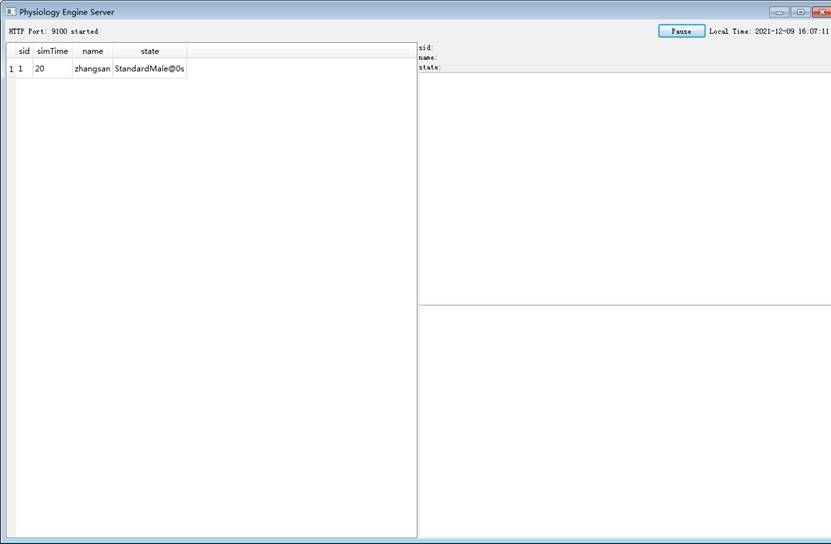 Physiology Engine Server
HTTP Port: 9100 started
Pause
Local Time: 2021-12-09 16:07:11
sid simTime name state
1 1 20 zhangsan StandardMale@0s
sid:
name:
state: